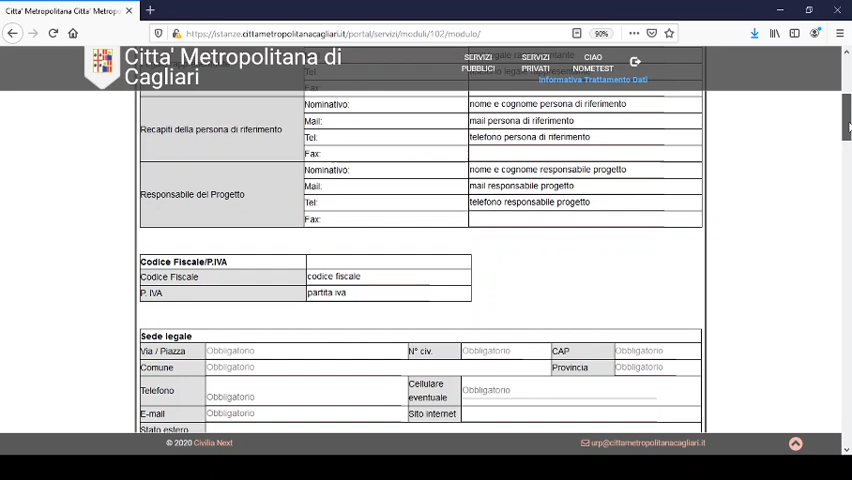 Citta' Metropolitana di Cagliari Citta' Metropo
https://istanze.cittametropolitanacagliari.it/portal/servizi/moduli/102/modulo/
90%
Citta' Metropolitana di
Cagliari
SERVIZI
PUBBLICI
SERVIZI
PRIVATI
CIAO
NOMETEST
Informativa Trattamento Dati
Tel:
Recapiti della persona di riferimento
Nominativo: nome e cognome persona di riferimento
Mail: mail persona di riferimento
Tel: telefono persona di riferimento
Fax:
Responsabile del Progetto
Nominativo: nome e cognome responsabile progetto
Mail: mail responsabile progetto
Tel: telefono responsabile progetto
Fax:
Codice Fiscale/P.IVA
Codice Fiscale codice fiscale
P. IVA partita iva
Sede legale
Via / Piazza Obbligatorio N° civ. Obbligatorio CAP Obbligatorio
Comune Obbligatorio Provincia Obbligatorio
Telefono Obbligatorio Cellulare eventuale Obbligatorio
E-mail Obbligatorio Sito internet
Stato estero
© 2020 Civilia Next
urp@cittametropolitanacagliari.it